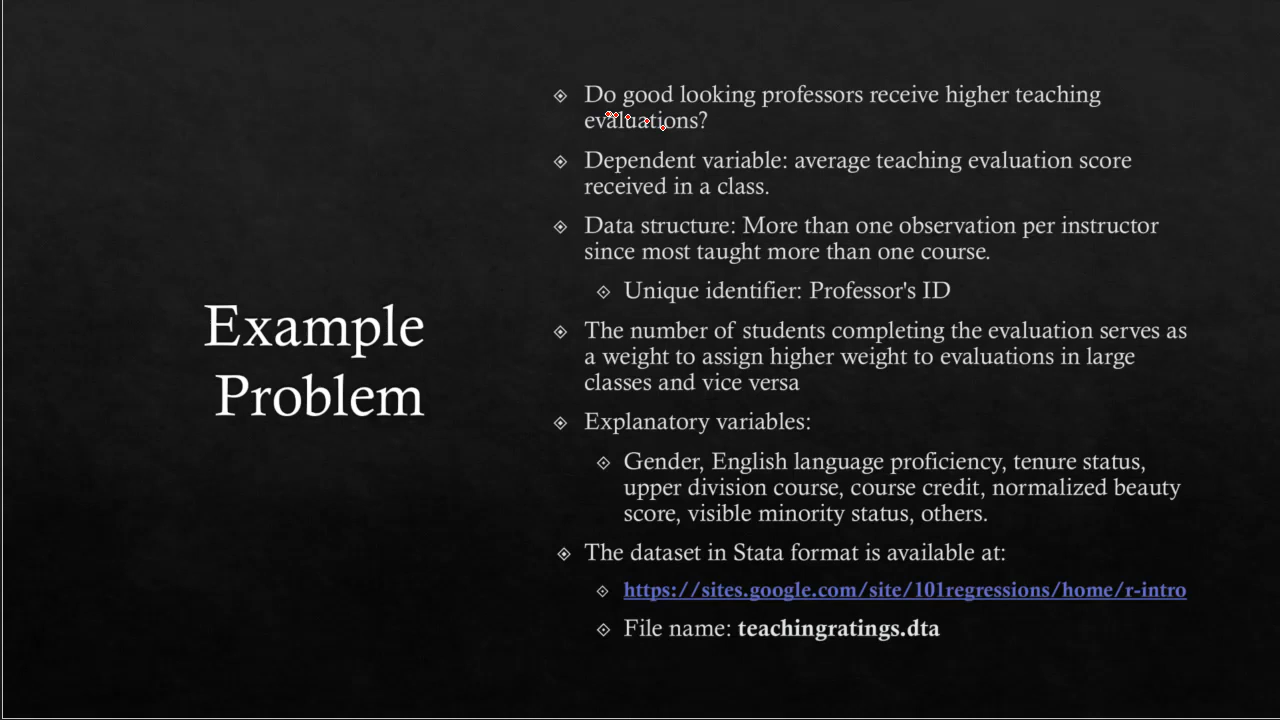 Example
Problem
Do good looking professors receive higher teaching
evaluations?
Dependent variable: average teaching evaluation score
received in a class.
Data structure: More than one observation per instructor
since most taught more than one course.
Unique identifier: Professor's ID
The number of students completing the evaluation serves as
a weight to assign higher weight to evaluations in large
classes and vice versa
Explanatory variables:
Gender, English language proficiency, tenure status,
upper division course, course credit, normalized beauty
score, visible minority status, others.
The dataset in Stata format is available at:
https://sites.google.com/site/101regressions/home/r-intro
File name: teachingratings.dta